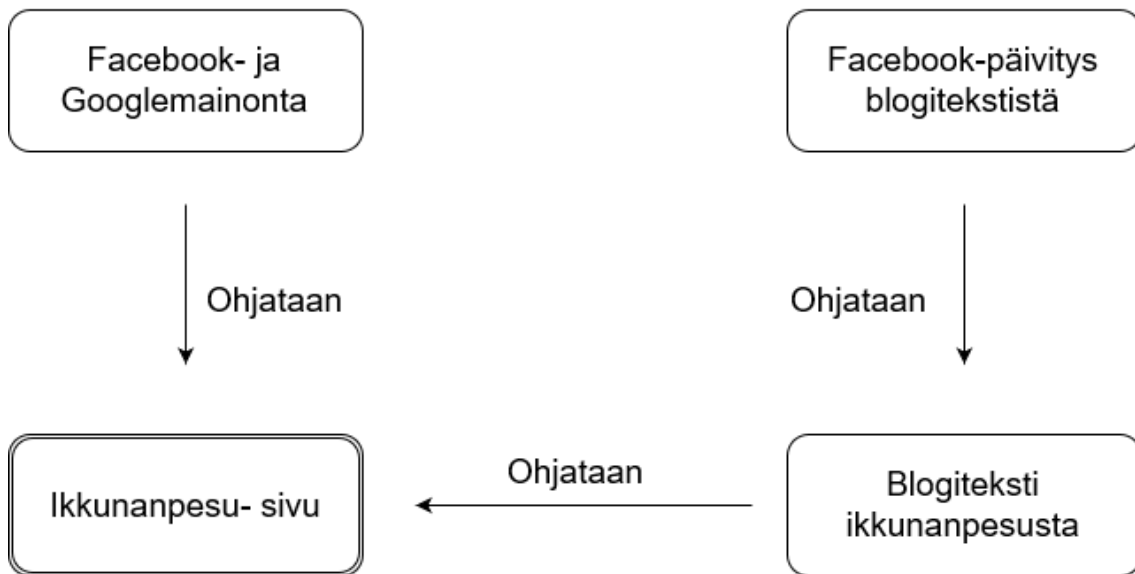 Facebook- ja
Googlemainonta
Facebook-päivitys
blogitekstistä
Ohjataan
Ohjataan
Ikkunanpesu- sivu
Ohjataan
Blogiteksti
ikkunanpesusta